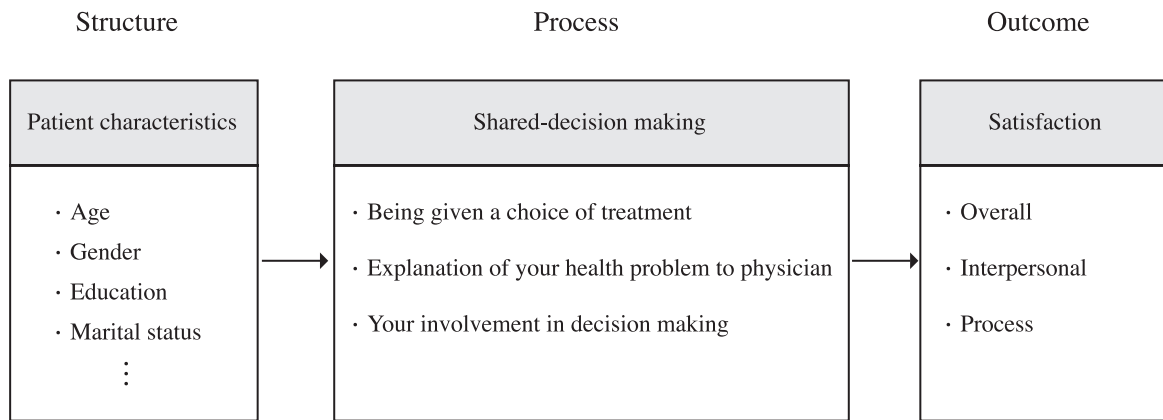 Structure
Process
Outcome
Patient characteristics
Shared-decision making
Satisfaction
· Age
· Gender
· Education
· Marital status
⋮
· Being given a choice of treatment
· Explanation of your health problem to physician
· Your involvement in decision making
· Overall
· Interpersonal
· Process